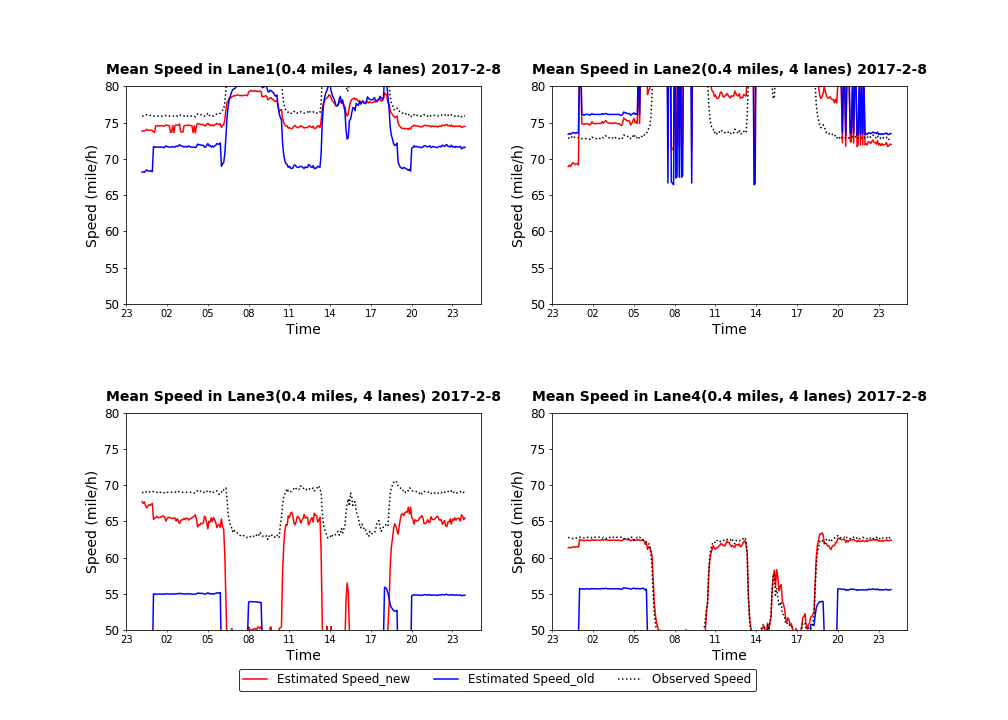 Mean Speed in Lane1(0.4 miles, 4 lanes) 2017-2-8
80
75
70
65
60
55
50
Speed (mile/h)
23 02 05 08 11 14 17 20 23
Time
Mean Speed in Lane2(0.4 miles, 4 lanes) 2017-2-8
80
75
70
65
60
55
50
Speed (mile/h)
23 02 05 08 11 14 17 20 23
Time
Mean Speed in Lane3(0.4 miles, 4 lanes) 2017-2-8
80
75
70
65
60
55
50
Speed (mile/h)
23 02 05 08 11 14 17 20 23
Time
Mean Speed in Lane4(0.4 miles, 4 lanes) 2017-2-8
80
75
70
65
60
55
50
Speed (mile/h)
23 02 05 08 11 14 17 20 23
Time
Estimated Speed_new Estimated Speed_old Observed Speed